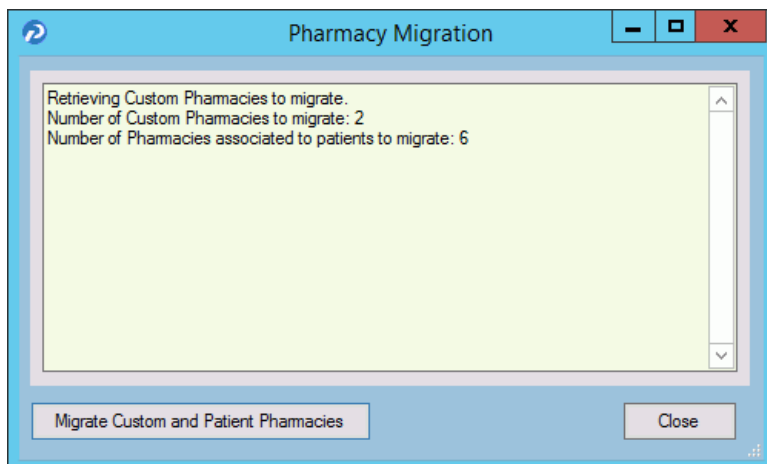 Pharmacy Migration
Retrieving Custom Pharmacies to migrate.
Number of Custom Pharmacies to migrate: 2
Number of Pharmacies associated to patients to migrate: 6
Migrate Custom and Patient Pharmacies
Close